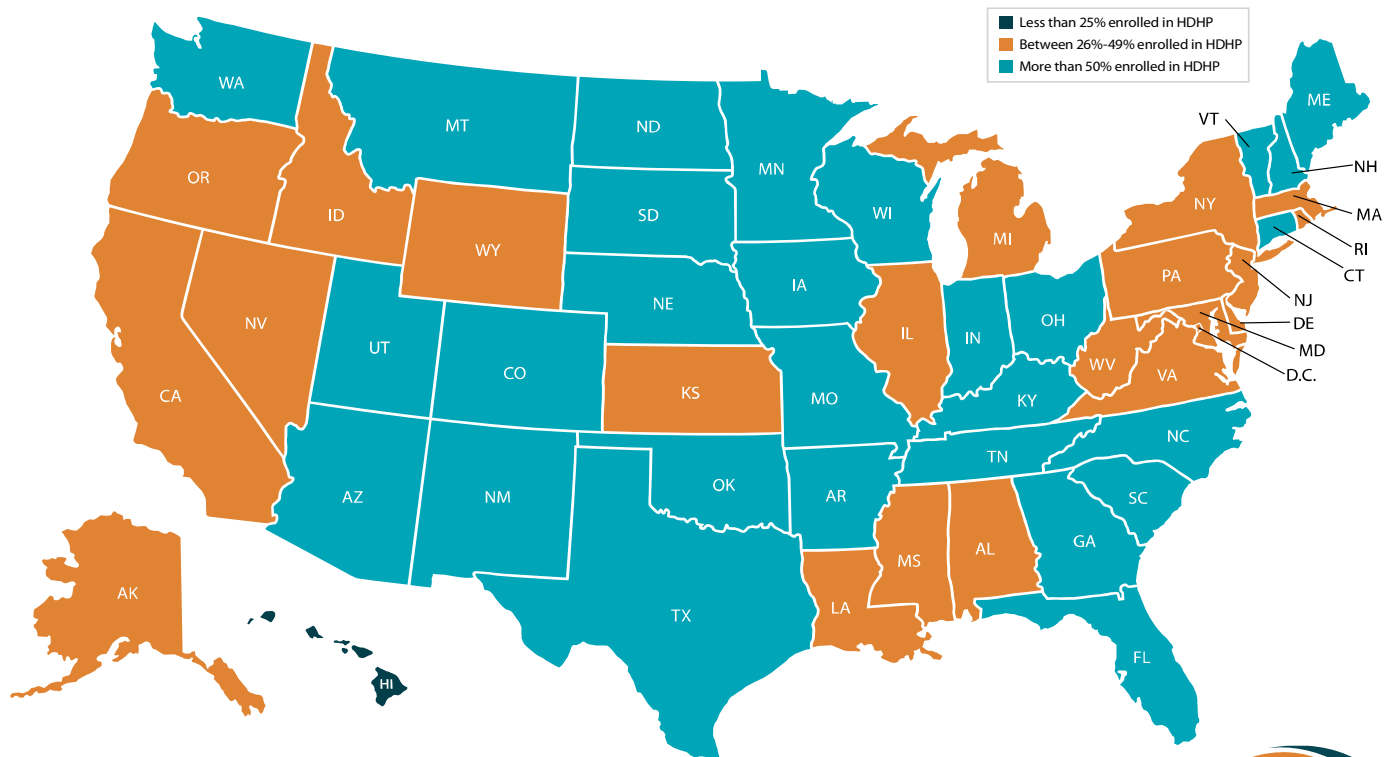 Less than 25% enrolled in HDHP
Between 26%-49% enrolled in HDHP
More than 50% enrolled in HDHP
WA
MT
ND
MN
ME
VT
NH
OR
ID
SD
WI
NY
MA
WY
MI
RI
CT
IA
PA
NE
NJ
NV
IL
IN
OH
DE
UT
MD
CO
WV
VA
D.C.
CA
KS
MO
KY
NC
TN
AZ
NM
OK
AR
SC
GA
MS
AL
AK
LA
TX
FL
HI